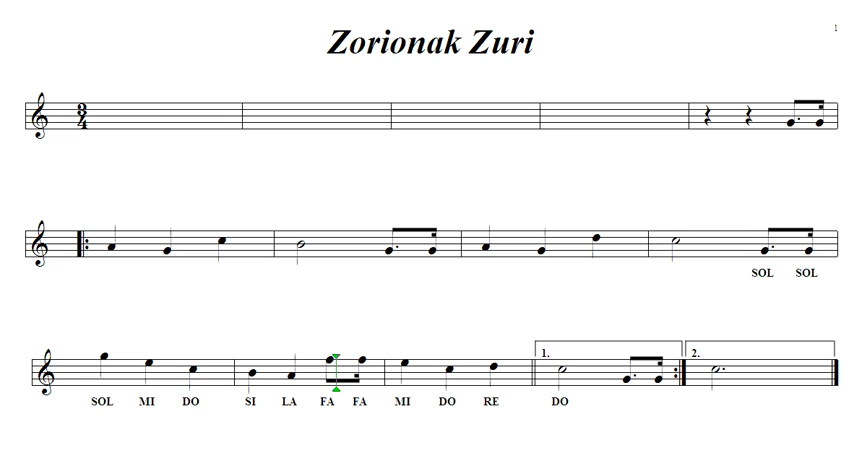 1
Zorionak Zuri
3
4
SOL SOL
1. 2.
SOL MI DO SI LA FA FA MI DO RE DO